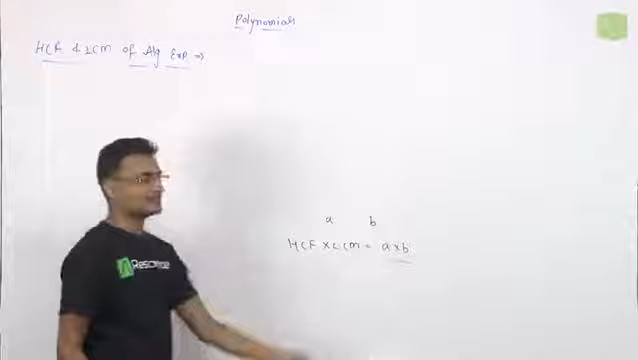 Polynomials
HCF & LCM of Alg Exp ⇒
a b
HCF × LCM = a × b
Resonance